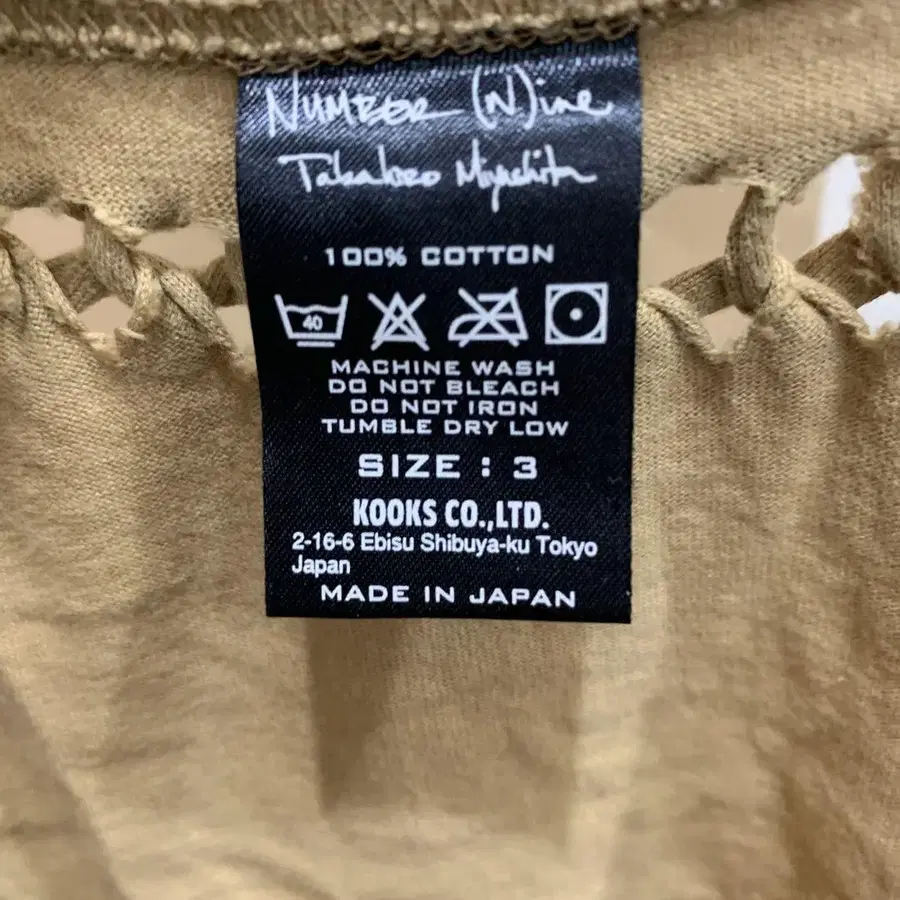 NUMBER (N)ine
Takahiro Miyashita
100% COTTON
40
MACHINE WASH
DO NOT BLEACH
DO NOT IRON
TUMBLE DRY LOW
SIZE : 3
KOOKS CO.,LTD.
2-16-6 Ebisu Shibuya-ku Tokyo
Japan
MADE IN JAPAN